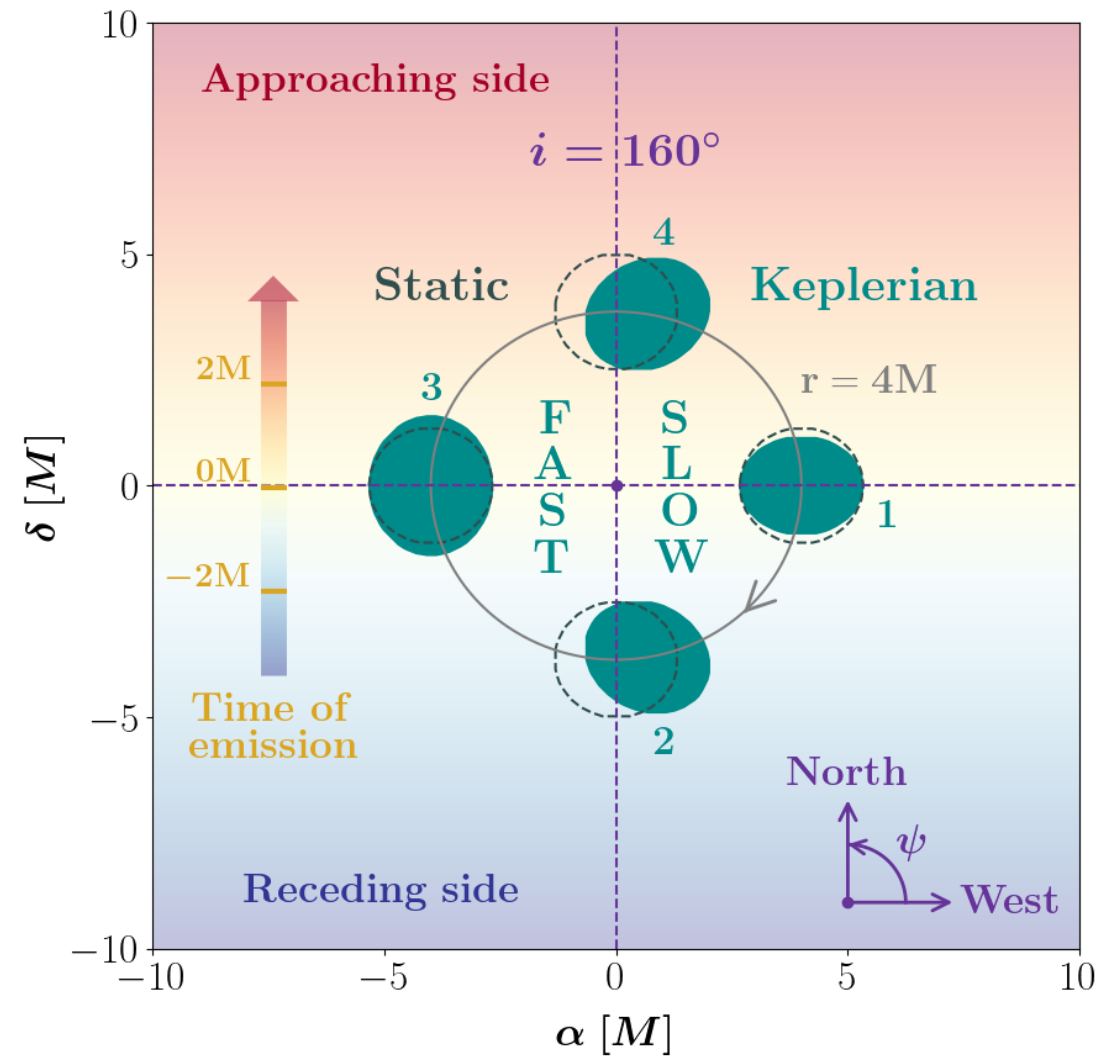 10
5
0
−5
−10
δ [M]
Approaching side
i = 160°
4
Static
Keplerian
2M
3
r = 4M
F
A
S
T
S
L
O
W
0M
1
−2M
Time of
emission
2
North
ψ
West
Receding side
−10
−5
0
5
10
α [M]